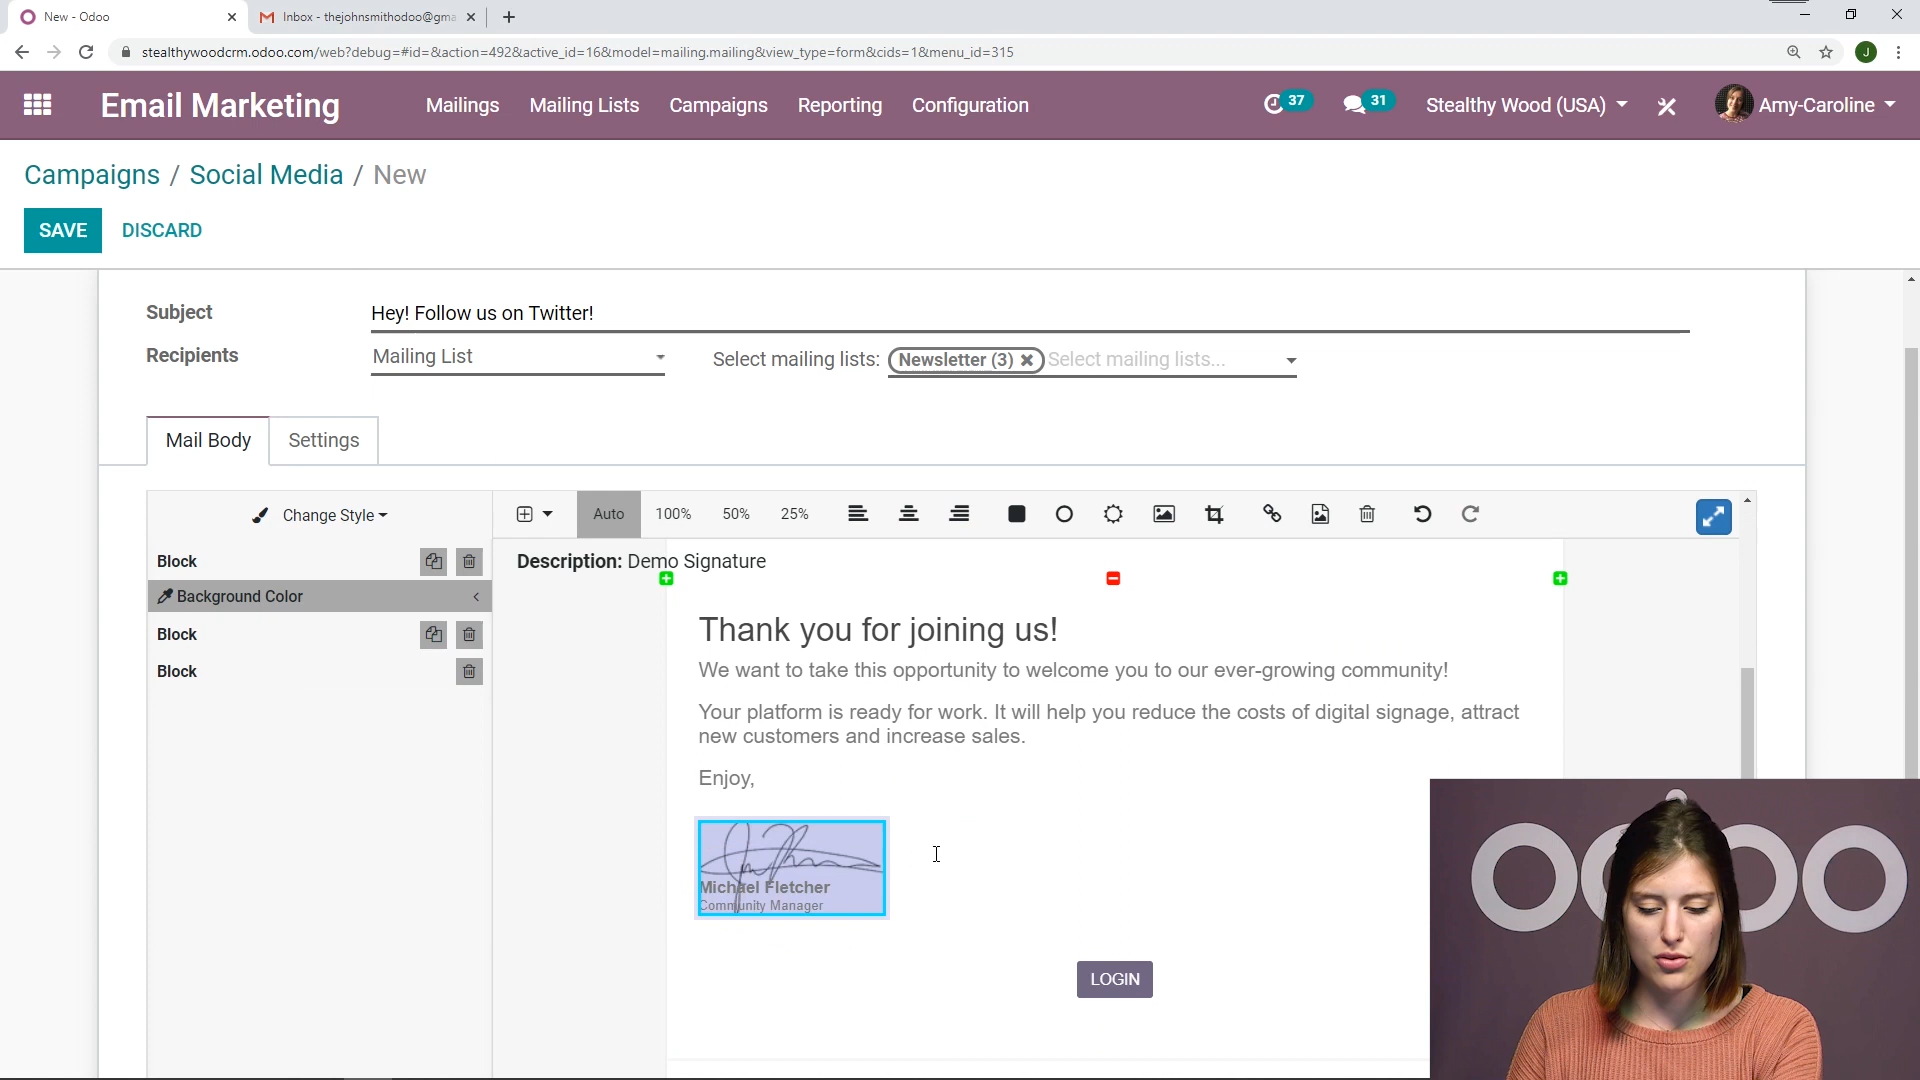 New - Odoo
Inbox - thejohnsmithodoo@gma
stealthywoodcrm.odoo.com/web?debug=#id=&action=492&active_id=16&model=mailing.mailing&view_type=form&cids=1&menu_id=315
J
Email Marketing
Mailings
Mailing Lists
Campaigns
Reporting
Configuration
37
31
Stealthy Wood (USA)
Amy-Caroline
Campaigns / Social Media / New
SAVE
DISCARD
Subject
Hey! Follow us on Twitter!
Recipients
Mailing List
Select mailing lists:
Newsletter (3)
Select mailing lists...
Mail Body
Settings
Change Style
Auto
100%
50%
25%
Block
Background Color
Block
Block
Description: Demo Signature
Thank you for joining us!
We want to take this opportunity to welcome you to our ever-growing community!
Your platform is ready for work. It will help you reduce the costs of digital signage, attract
new customers and increase sales.
Enjoy,
Michael Fletcher
Community Manager
LOGIN
odoo